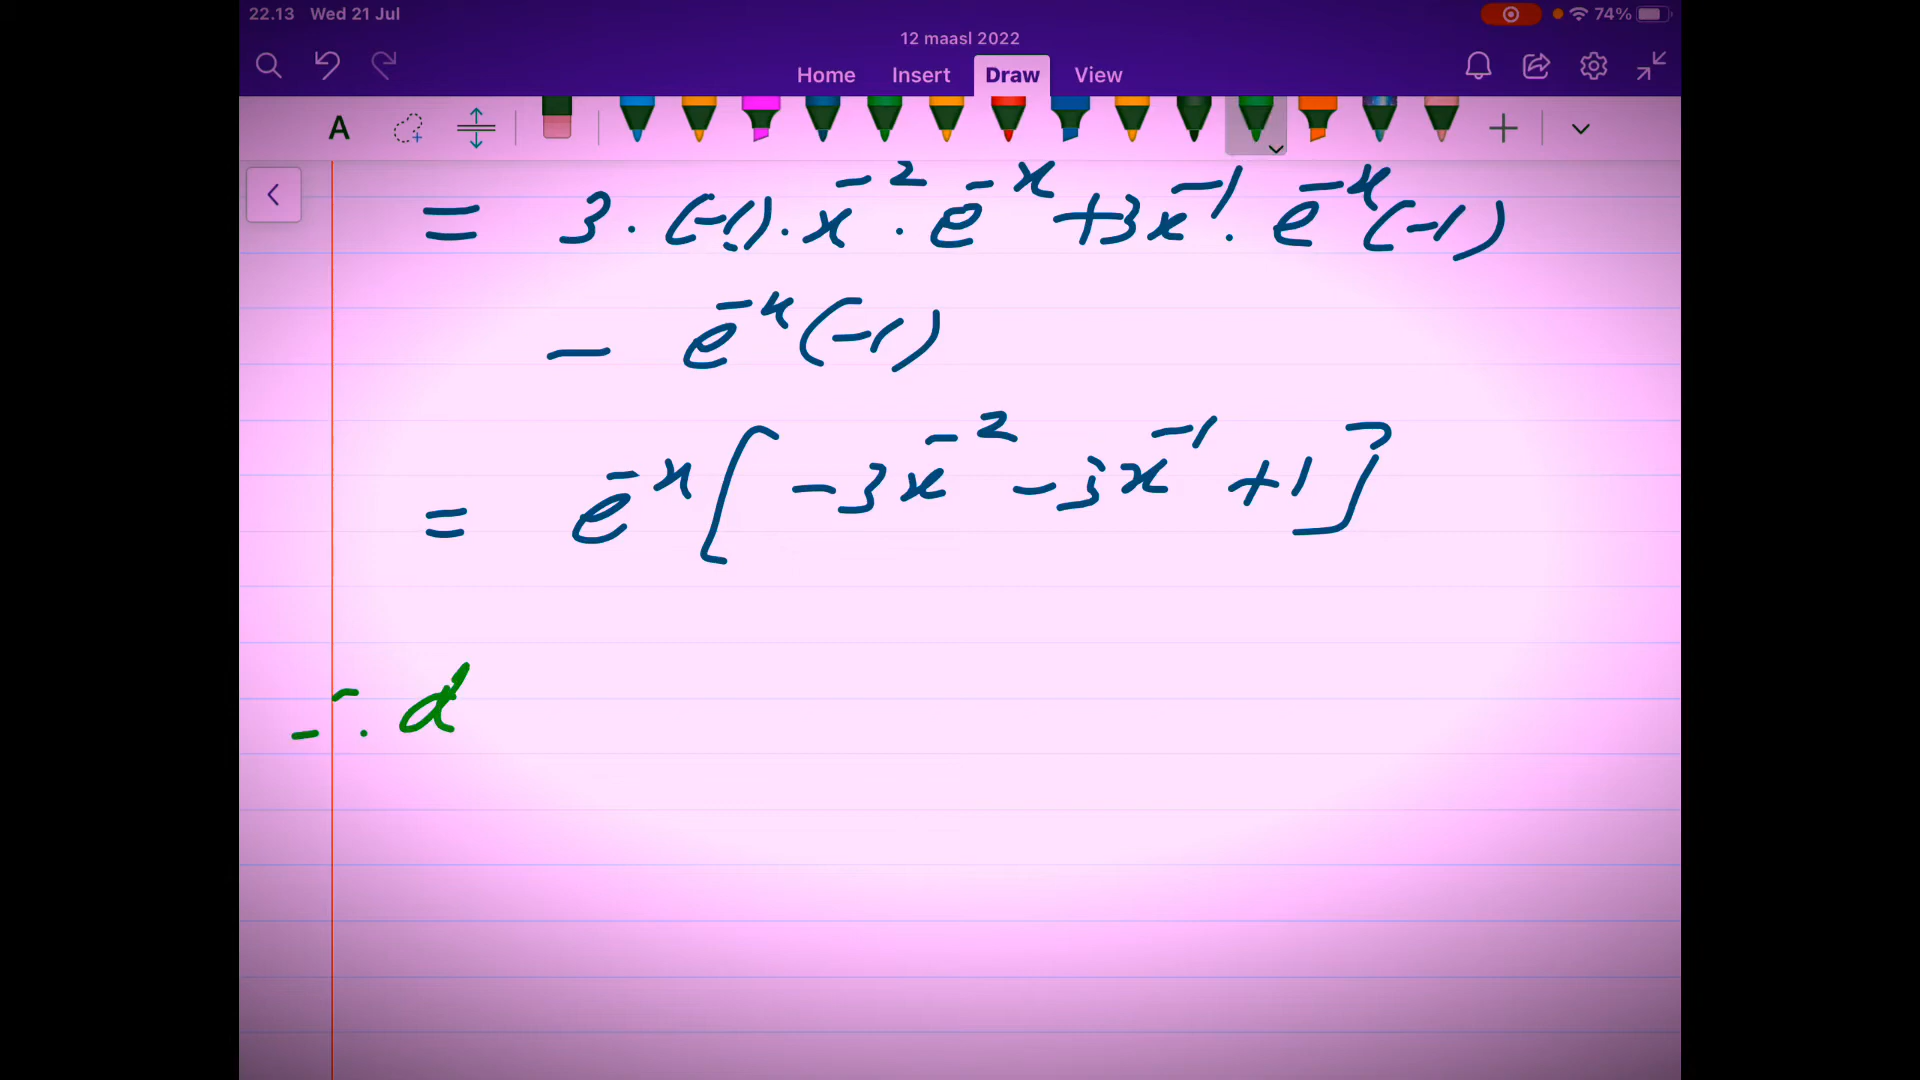 22.13 Wed 21 Jul
74%
12 maasl 2022
Home Insert Draw View
A
= 3 · (-1) · x⁻² · e⁻ˣ + 3x⁻¹ · e⁻ˣ(-1)
- e⁻ˣ(-1)
= e⁻ˣ[ -3x⁻² - 3x⁻¹ + 1]
∴ d